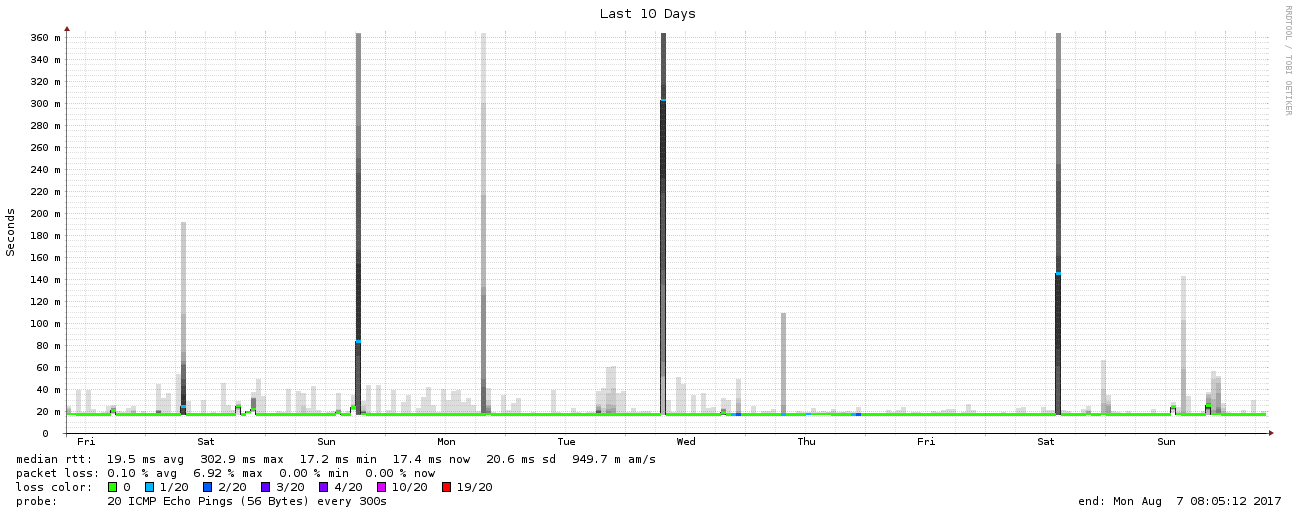 Last 10 Days
RRDTOOL / TOBI OETIKER
Seconds
360 m
340 m
320 m
300 m
280 m
260 m
240 m
220 m
200 m
180 m
160 m
140 m
120 m
100 m
80 m
60 m
40 m
20 m
0
Fri Sat Sun Mon Tue Wed Thu Fri Sat Sun
median rtt: 19.5 ms avg 302.9 ms max 17.2 ms min 17.4 ms now 20.6 ms sd 949.7 m am/s
packet loss: 0.10 % avg 6.92 % max 0.00 % min 0.00 % now
loss color: 0 1/20 2/20 3/20 4/20 10/20 19/20
probe: 20 ICMP Echo Pings (56 Bytes) every 300s end: Mon Aug 7 08:05:12 2017